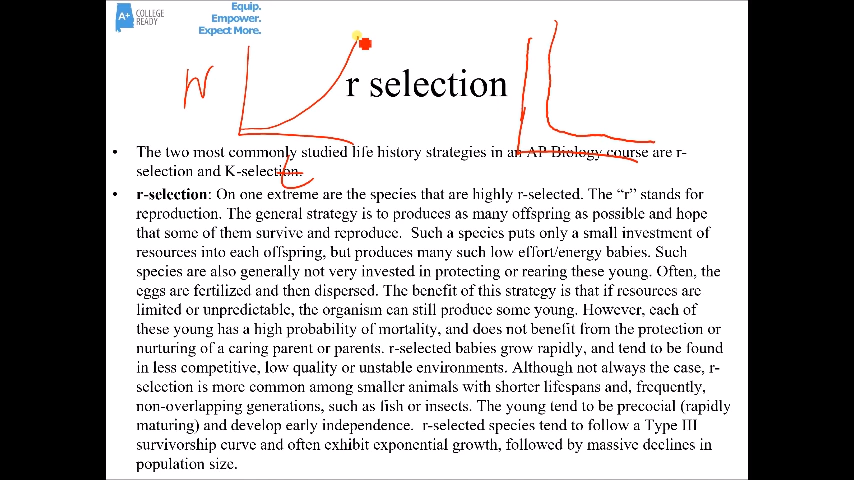 A+ COLLEGE
READY
Equip.
Empower.
Expect More.
N
r selection
• The two most commonly studied life history strategies in an AP Biology course are r-
selection and K-selection.
t
• r-selection: On one extreme are the species that are highly r-selected. The “r” stands for
reproduction. The general strategy is to produces as many offspring as possible and hope
that some of them survive and reproduce. Such a species puts only a small investment of
resources into each offspring, but produces many such low effort/energy babies. Such
species are also generally not very invested in protecting or rearing these young. Often, the
eggs are fertilized and then dispersed. The benefit of this strategy is that if resources are
limited or unpredictable, the organism can still produce some young. However, each of
these young has a high probability of mortality, and does not benefit from the protection or
nurturing of a caring parent or parents. r-selected babies grow rapidly, and tend to be found
in less competitive, low quality or unstable environments. Although not always the case, r-
selection is more common among smaller animals with shorter lifespans and, frequently,
non-overlapping generations, such as fish or insects. The young tend to be precocial (rapidly
maturing) and develop early independence. r-selected species tend to follow a Type III
survivorship curve and often exhibit exponential growth, followed by massive declines in
population size.